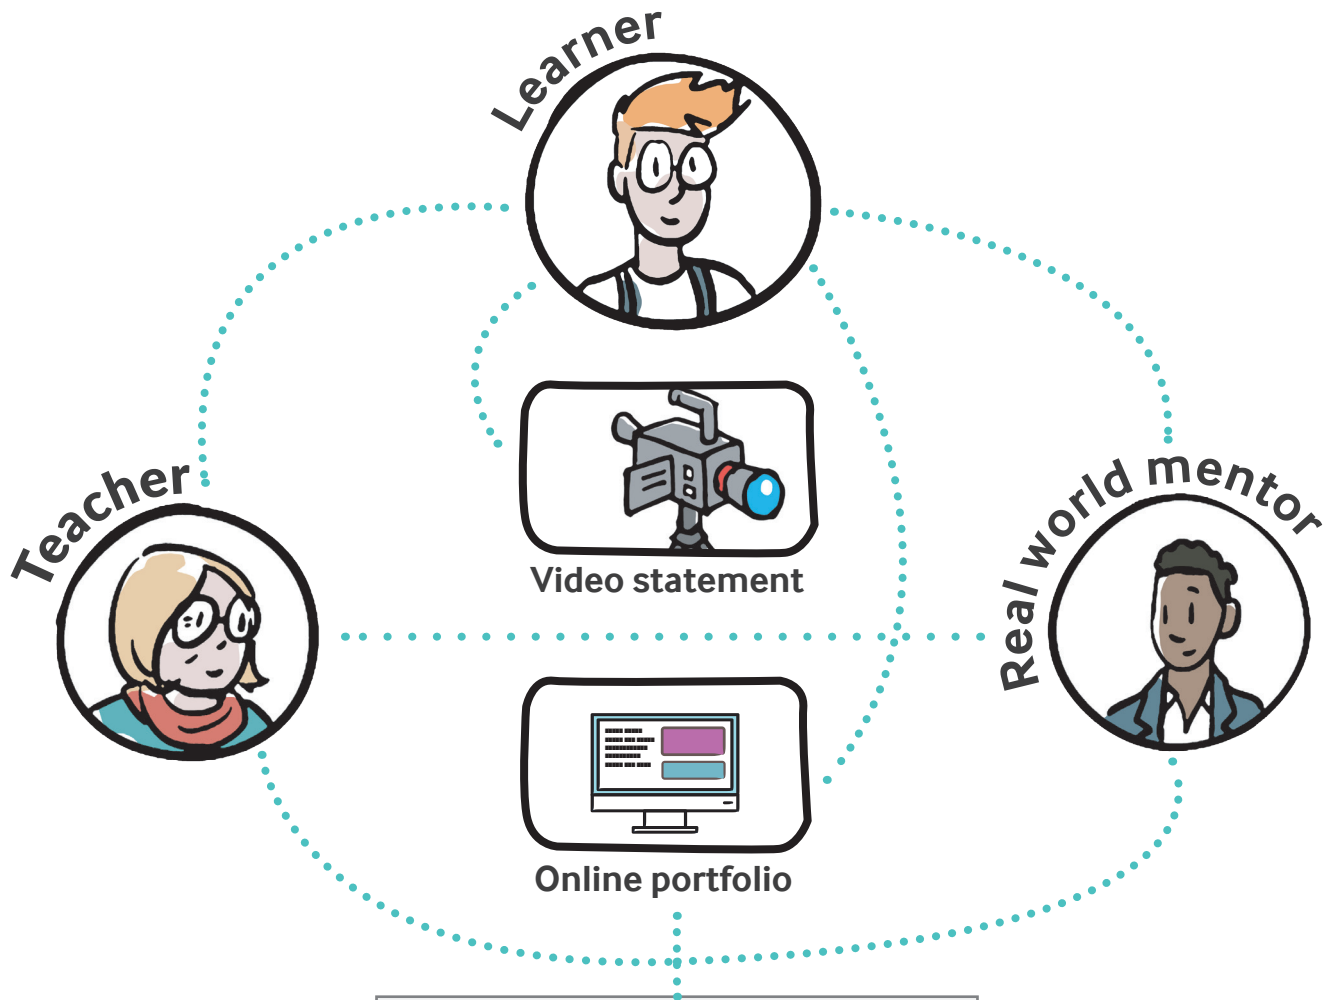 Learner
Teacher
Real world mentor
Video statement
Online portfolio